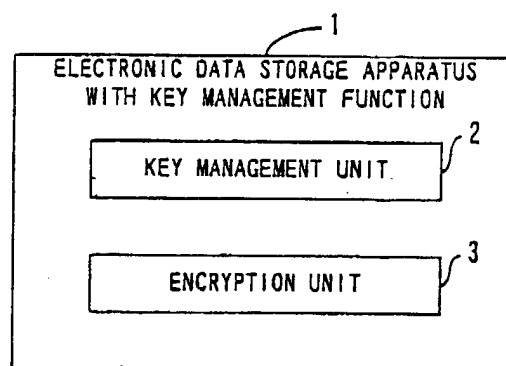 1
ELECTRONIC DATA STORAGE APPARATUS
WITH KEY MANAGEMENT FUNCTION
KEY MANAGEMENT UNIT
2
ENCRYPTION UNIT
3